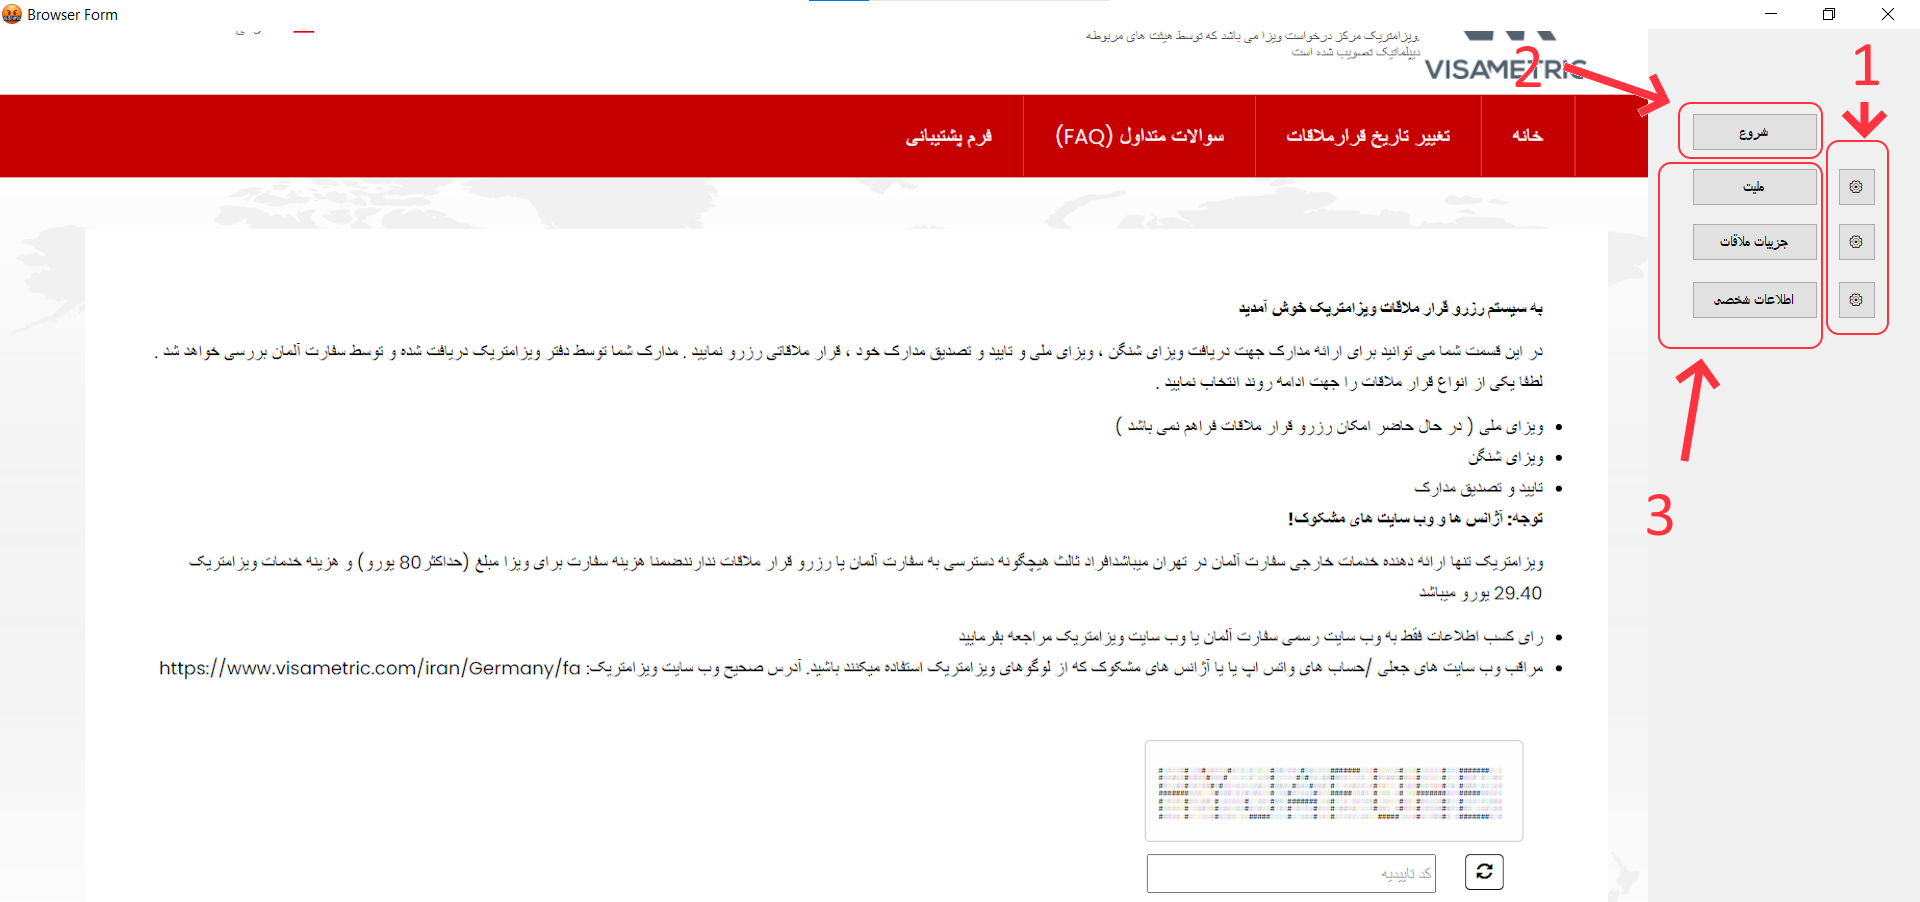 Browser Form
ویزامتریک مرکز درخواست ویزا می باشد که توسط هیئت های مربوطه
دیپلماتیک تصویب شده است
VISAMETRIC
2
1
خانه
تغییر تاریخ قرارملاقات
سوالات متداول (FAQ)
فرم پشتیبانی
شروع
ملیت
جزییات ملاقات
اطلاعات شخصی
3
به سیستم رزرو قرار ملاقات ویزامتریک خوش آمدید
در این قسمت شما می توانید برای ارائه مدارک جهت دریافت ویزای شنگن ، ویزای ملی و تایید و تصدیق مدارک خود ، قرار ملاقاتی رزرو نمایید . مدارک شما توسط دفتر ویزامتریک دریافت شده و توسط سفارت آلمان بررسی خواهد شد .
لطفا یکی از انواع قرار ملاقات را جهت ادامه روند انتخاب نمایید .
ویزای ملی ( در حال حاضر امکان رزرو قرار ملاقات فراهم نمی باشد )
ویزای شنگن
تایید و تصدیق مدارک
توجه: آژانس ها و وب سایت های مشکوک!
ویزامتریک تنها ارائه دهنده خدمات خارجی سفارت آلمان در تهران میباشدافراد ثالث هیچگونه دسترسی به سفارت آلمان یا رزرو قرار ملاقات ندارندضمنا هزینه سفارت برای ویزا مبلغ (حداکثر80 یورو) و هزینه خدمات ویزامتریک
29.40 یورو میباشد
رای کسب اطلاعات فقط به وب سایت رسمی سفارت آلمان یا وب سایت ویزامتریک مراجعه بفرمایید
مراقب وب سایت های جعلی /حساب های واتس اپ یا یا آژانس های مشکوک که از لوگوهای ویزامتریک استفاده میکنند باشید. آدرس صحیح وب سایت ویزامتریک: https://www.visametric.com/iran/Germany/fa
کد تاییدیه